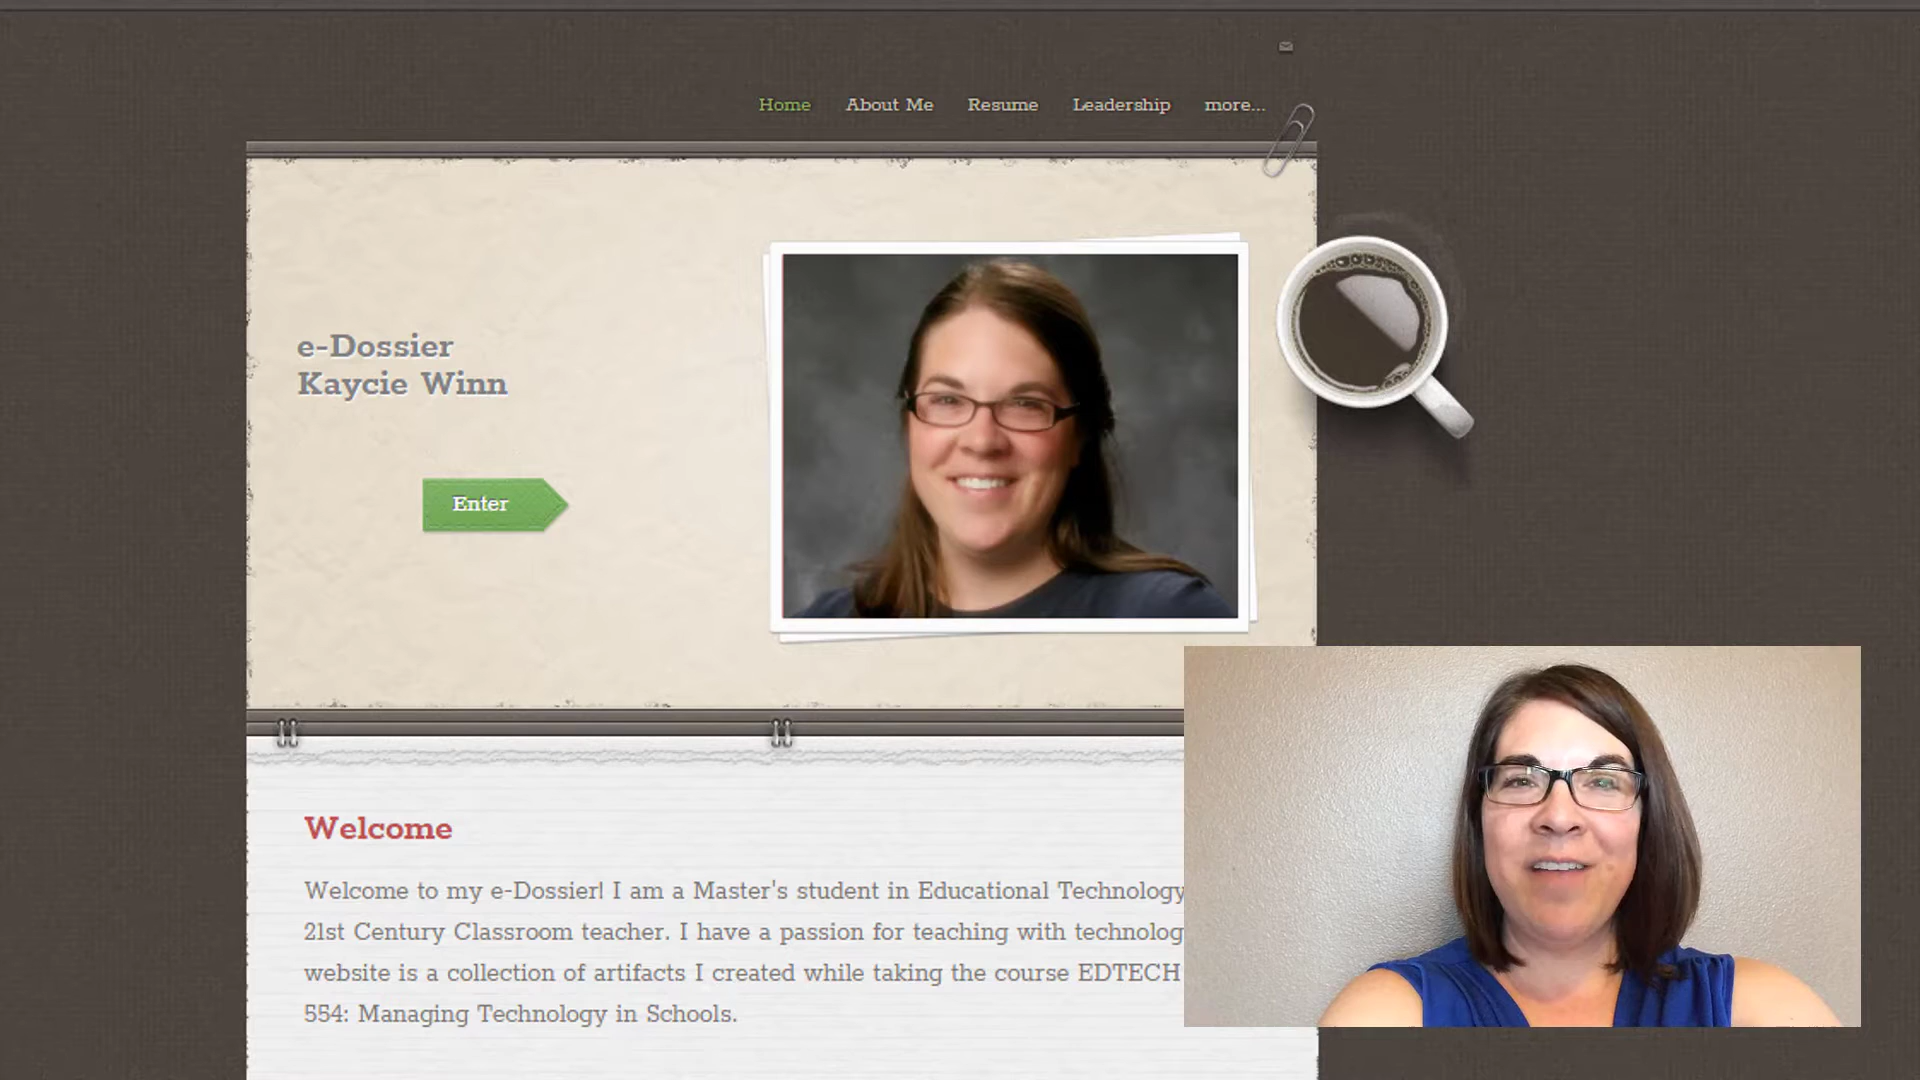 Home About Me Resume Leadership more...
e-Dossier
Kaycie Winn
Enter
Welcome
Welcome to my e-Dossier! I am a Master's student in Educational Technology
21st Century Classroom teacher. I have a passion for teaching with
website is a collection of artifacts I created while taking the course EDTECH
554: Managing Technology in Schools.